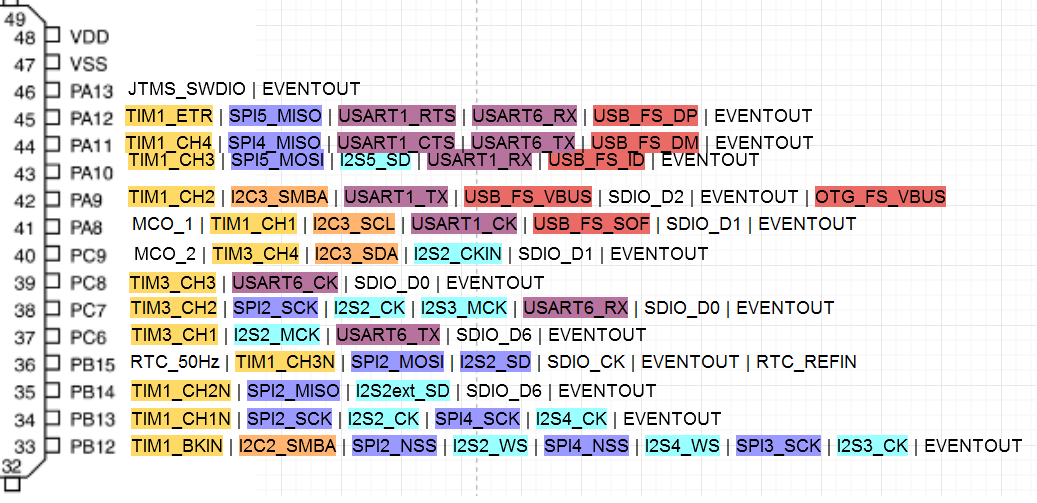 49
48 VDD
47 VSS
46 PA13 JTMS_SWDIO | EVENTOUT
45 PA12 TIM1_ETR | SPI5_MISO | USART1_RTS | USART6_RX | USB_FS_DP | EVENTOUT
44 PA11 TIM1_CH4 | SPI4_MISO | USART1_CTS | USART6_TX | USB_FS_DM | EVENTOUT
43 PA10 TIM1_CH3 | SPI5_MOSI | I2S5_SD | USART1_RX | USB_FS_ID | EVENTOUT
42 PA9 TIM1_CH2 | I2C3_SMBA | USART1_TX | USB_FS_VBUS | SDIO_D2 | EVENTOUT | OTG_FS_VBUS
41 PA8 MCO_1 | TIM1_CH1 | I2C3_SCL | USART1_CK | USB_FS_SOF | SDIO_D1 | EVENTOUT
40 PC9 MCO_2 | TIM3_CH4 | I2C3_SDA | I2S2_CKIN | SDIO_D1 | EVENTOUT
39 PC8 TIM3_CH3 | USART6_CK | SDIO_D0 | EVENTOUT
38 PC7 TIM3_CH2 | SPI2_SCK | I2S2_CK | I2S3_MCK | USART6_RX | SDIO_D0 | EVENTOUT
37 PC6 TIM3_CH1 | I2S2_MCK | USART6_TX | SDIO_D6 | EVENTOUT
36 PB15 RTC_50Hz | TIM1_CH3N | SPI2_MOSI | I2S2_SD | SDIO_CK | EVENTOUT | RTC_REFIN
35 PB14 TIM1_CH2N | SPI2_MISO | I2S2ext_SD | SDIO_D6 | EVENTOUT
34 PB13 TIM1_CH1N | SPI2_SCK | I2S2_CK | SPI4_SCK | I2S4_CK | EVENTOUT
33 PB12 TIM1_BKIN | I2C2_SMBA | SPI2_NSS | I2S2_WS | SPI4_NSS | I2S4_WS | SPI3_SCK | I2S3_CK | EVENTOUT
32